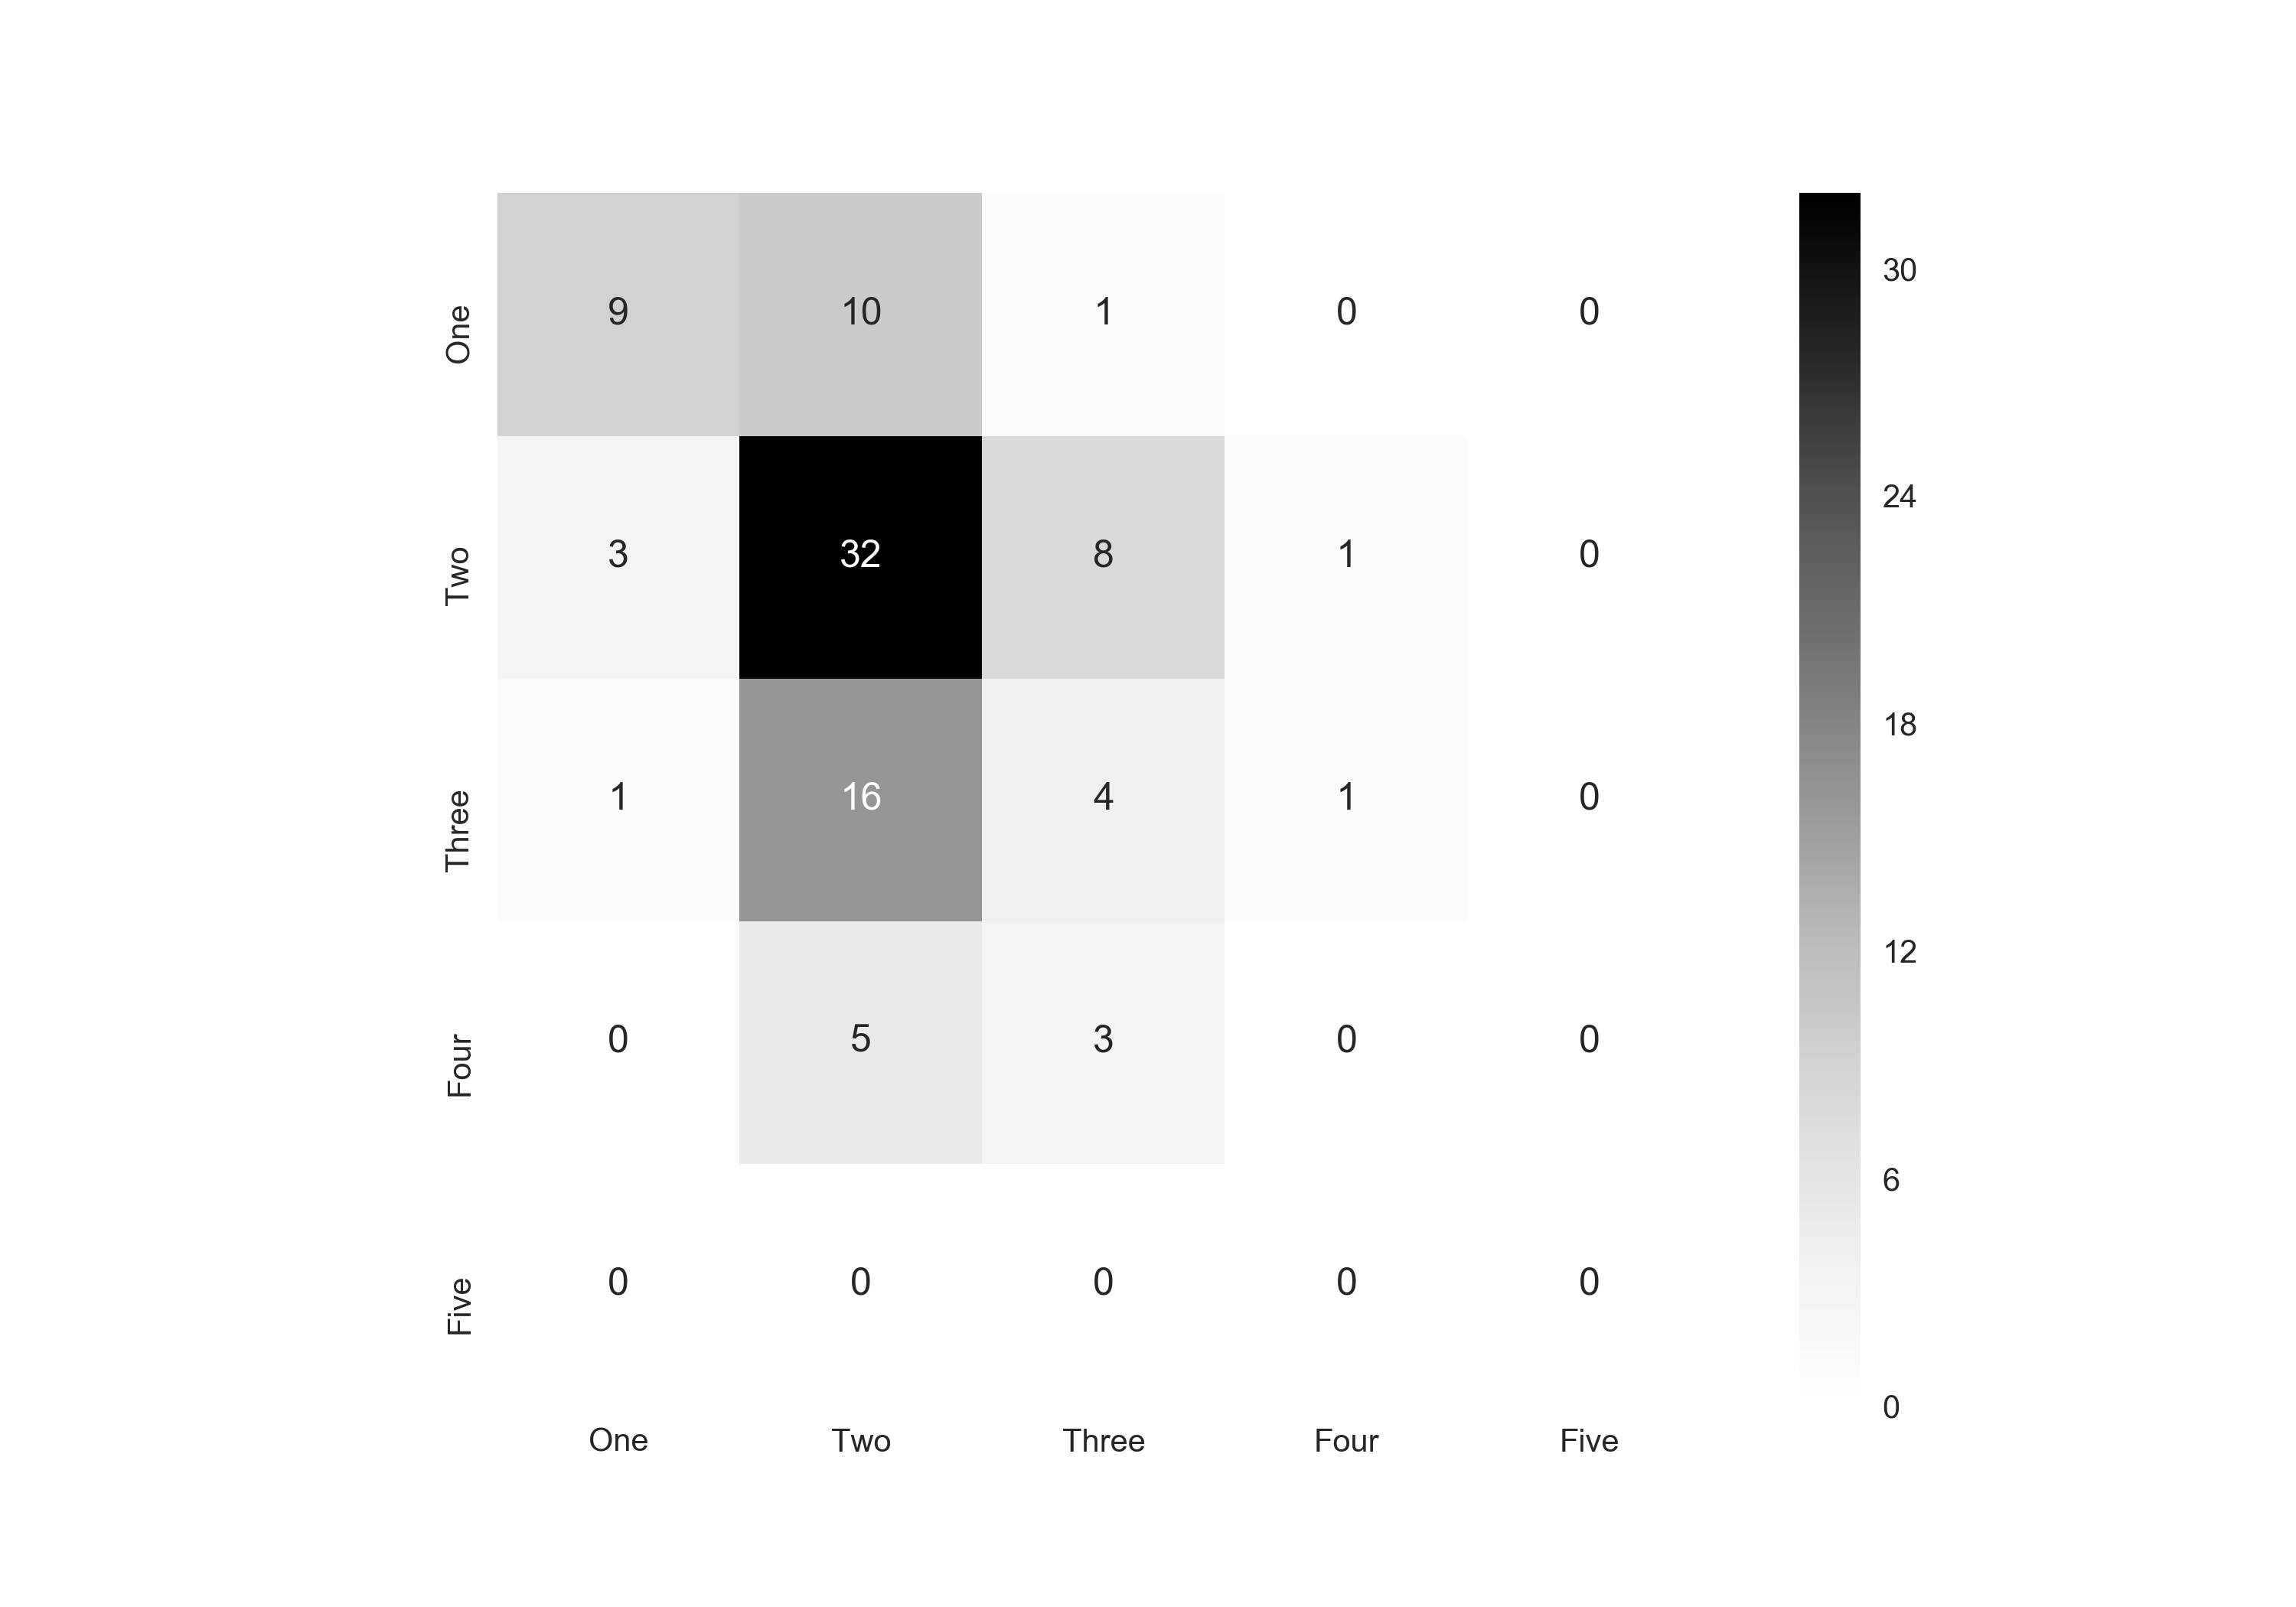 30
One 9 10 1 0 0
24
Two 3 32 8 1 0
18
Three 1 16 4 1 0
12
Four 0 5 3 0 0
6
Five 0 0 0 0 0
0
One Two Three Four Five